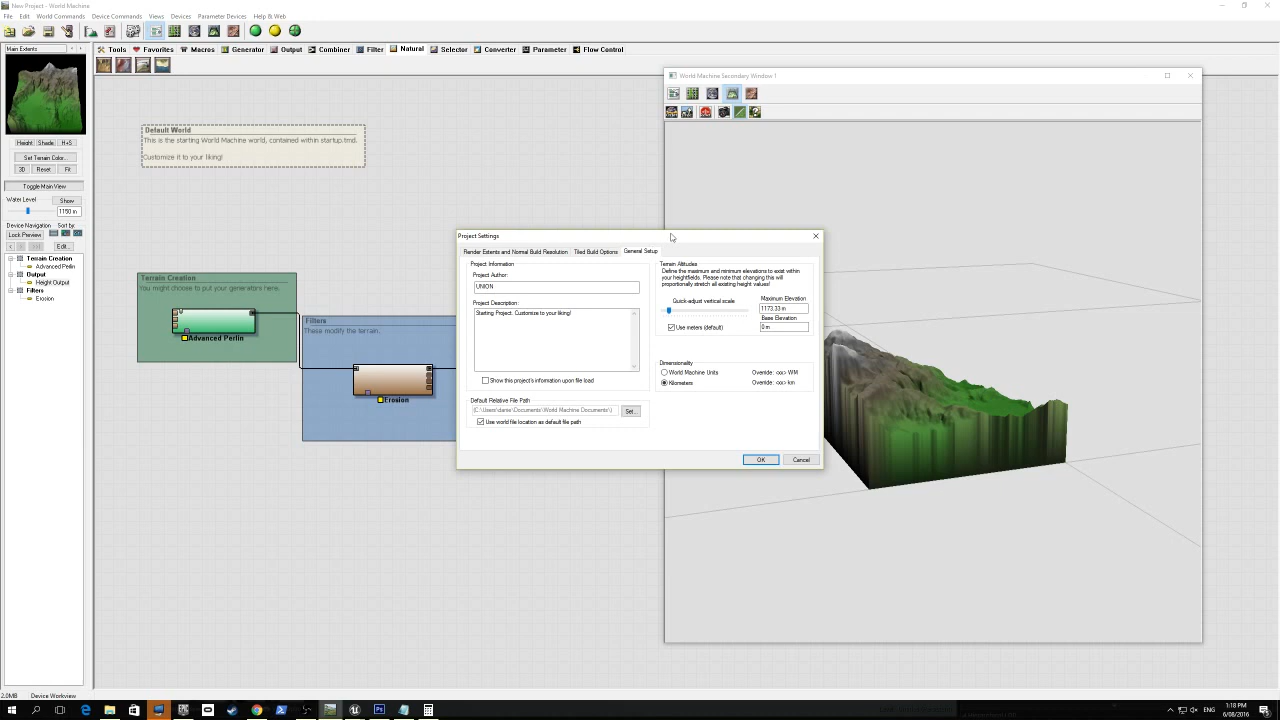 New Project - World Machine
File Edit World Commands Device Commands Views Devices Parameter Devices Help & Web
Main Extents
Tools Favorites Macros Generator Output Combiner Filter Natural Selector Converter Parameter Flow Control
World Machine Secondary Window 1
Default World
This is the starting World Machine world, contained within startup.tmd.
Customize it to your liking!
Height Shade H+S
Set Terrain Color...
3D Reset Fit
Toggle Main View
Water Level Show
1150 m
Device Navigation Sort by:
Lock Preview
Edit...
Terrain Creation
Advanced Perlin
Output
Height Output
Filters
Erosion
Terrain Creation
You might choose to put your generators here.
Advanced Perlin
Filters
These modify the terrain.
Erosion
Project Settings
Render Extents and Normal Build Resolution Tiled Build Options General Setup
Project Information
Project Author:
UNION
Project Description:
Starting Project. Customize to your liking!
Show this project's information upon file load
Default Relative File Path
(C:\Users\danie\Documents\World Machine Documents\) Set...
Use world file location as default file path
Terrain Altitudes
Define the maximum and minimum elevations to exist within
your heightfields. Please note that changing this will
proportionally stretch all existing height values!
Quick-adjust vertical scale
Maximum Elevation
1173.33 m
Base Elevation
0 m
Use meters (default)
Dimensionality
World Machine Units Override: <xx> WM
Kilometers Override: <xx> km
OK Cancel
2.0MB Device Workview
ENG
1:18 PM
6/08/2016